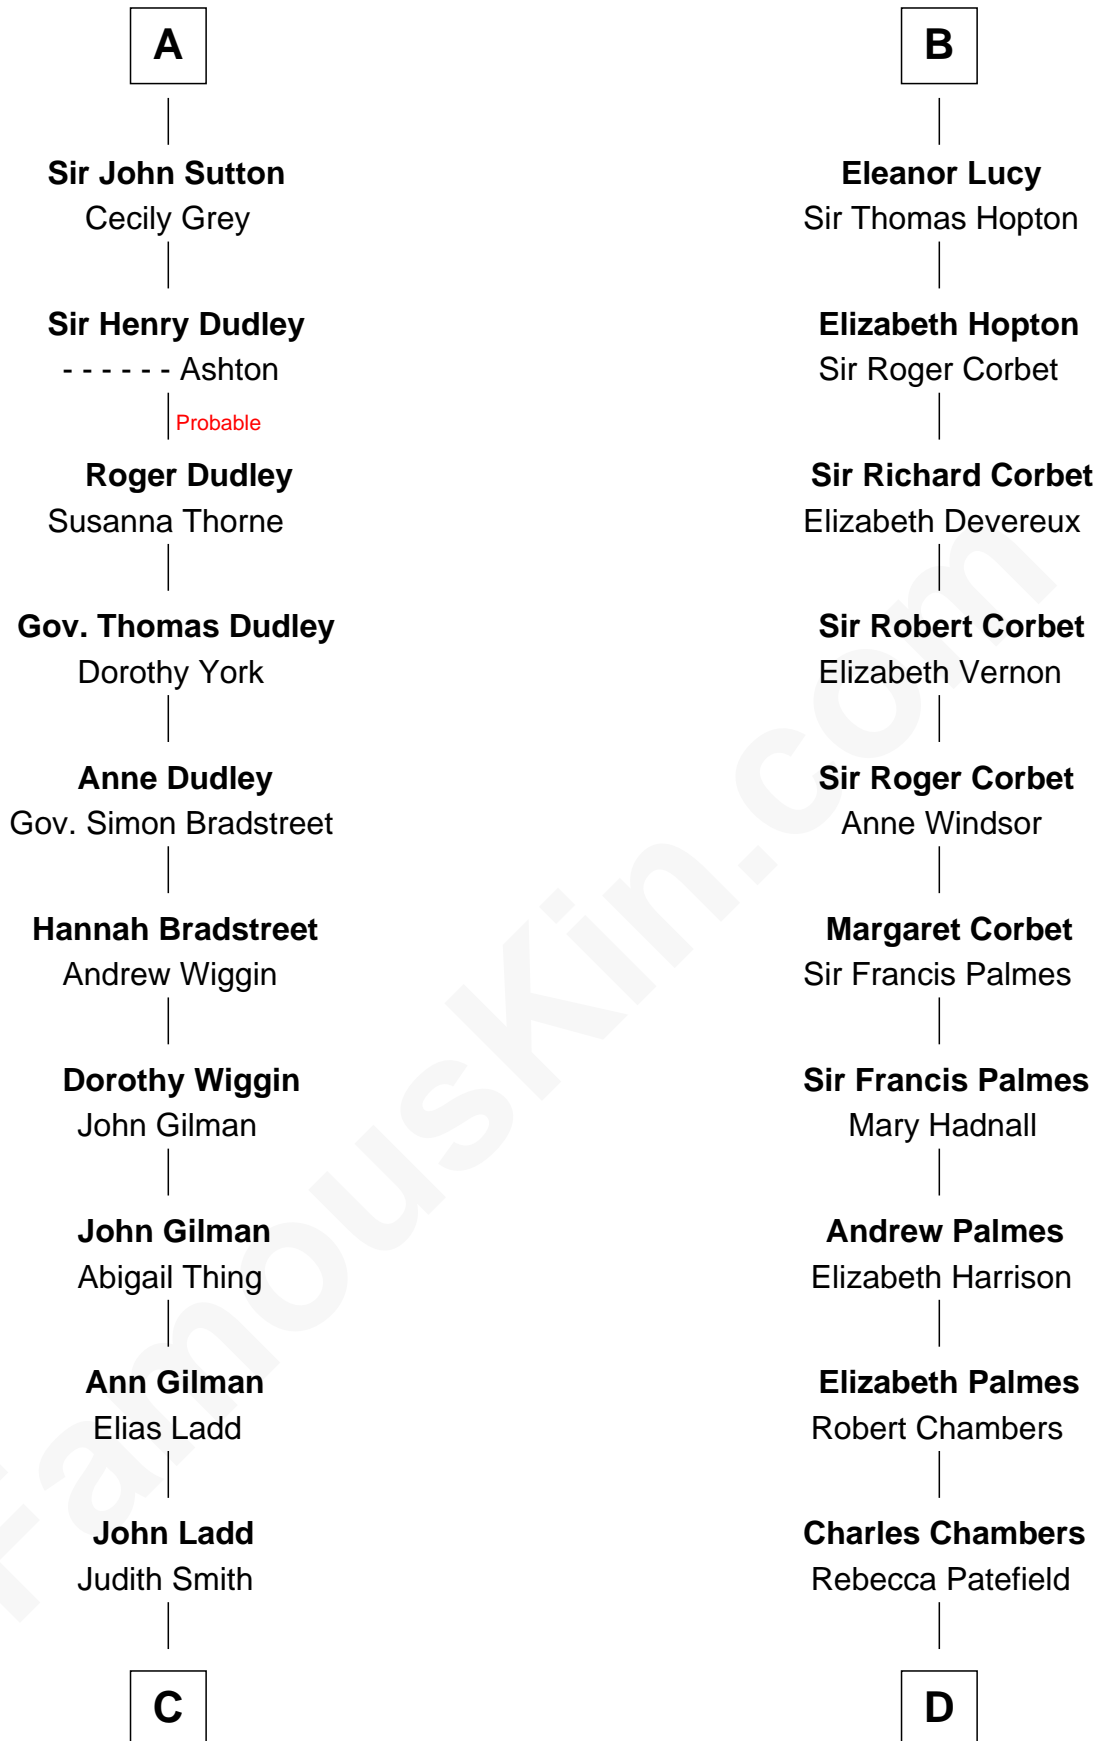 A
Sir John Sutton
Cecily Grey
Sir Henry Dudley
- - - - - - Ashton
Probable
Roger Dudley
Susanna Thorne
Gov. Thomas Dudley
Dorothy York
Anne Dudley
Gov. Simon Bradstreet
Hannah Bradstreet
Andrew Wiggin
Dorothy Wiggin
John Gilman
John Gilman
Abigail Thing
Ann Gilman
Elias Ladd
John Ladd
Judith Smith
C
B
Eleanor Lucy
Sir Thomas Hopton
Elizabeth Hopton
Sir Roger Corbet
Sir Richard Corbet
Elizabeth Devereux
Sir Robert Corbet
Elizabeth Vernon
Sir Roger Corbet
Anne Windsor
Margaret Corbet
Sir Francis Palmes
Sir Francis Palmes
Mary Hadnall
Andrew Palmes
Elizabeth Harrison
Elizabeth Palmes
Robert Chambers
Charles Chambers
Rebecca Patefield
D
FamousKin.com